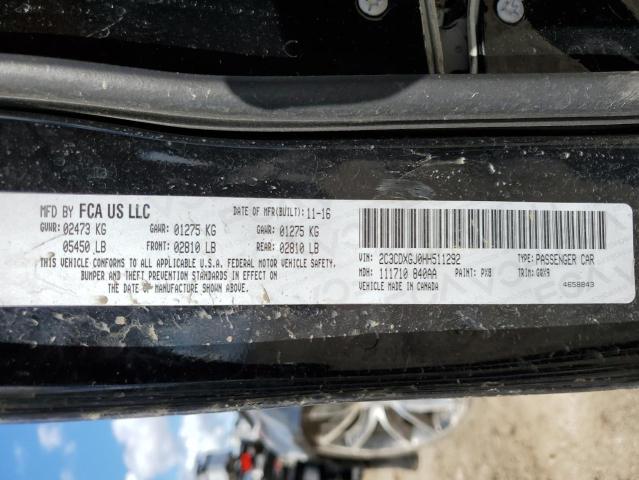 MFD BY FCA US LLC
DATE OF MFR(BUILT): 11-16
GVWR: 02473 KG GAWR: 01275 KG GAWR: 01275 KG
05450 LB FRONT: 02810 LB REAR: 02810 LB
THIS VEHICLE CONFORMS TO ALL APPLICABLE U.S.A. FEDERAL MOTOR VEHICLE SAFETY,
BUMPER AND THEFT PREVENTION STANDARDS IN EFFECT ON THE
DATE OF MANUFACTURE SHOWN ABOVE.
VIN: 2C3CDXGJ0HH511292 TYPE: PASSENGER CAR
MDH: 111710 840AA PAINT: PX8 TRIM: GRX9
VEHICLE MADE IN CANADA
4658843